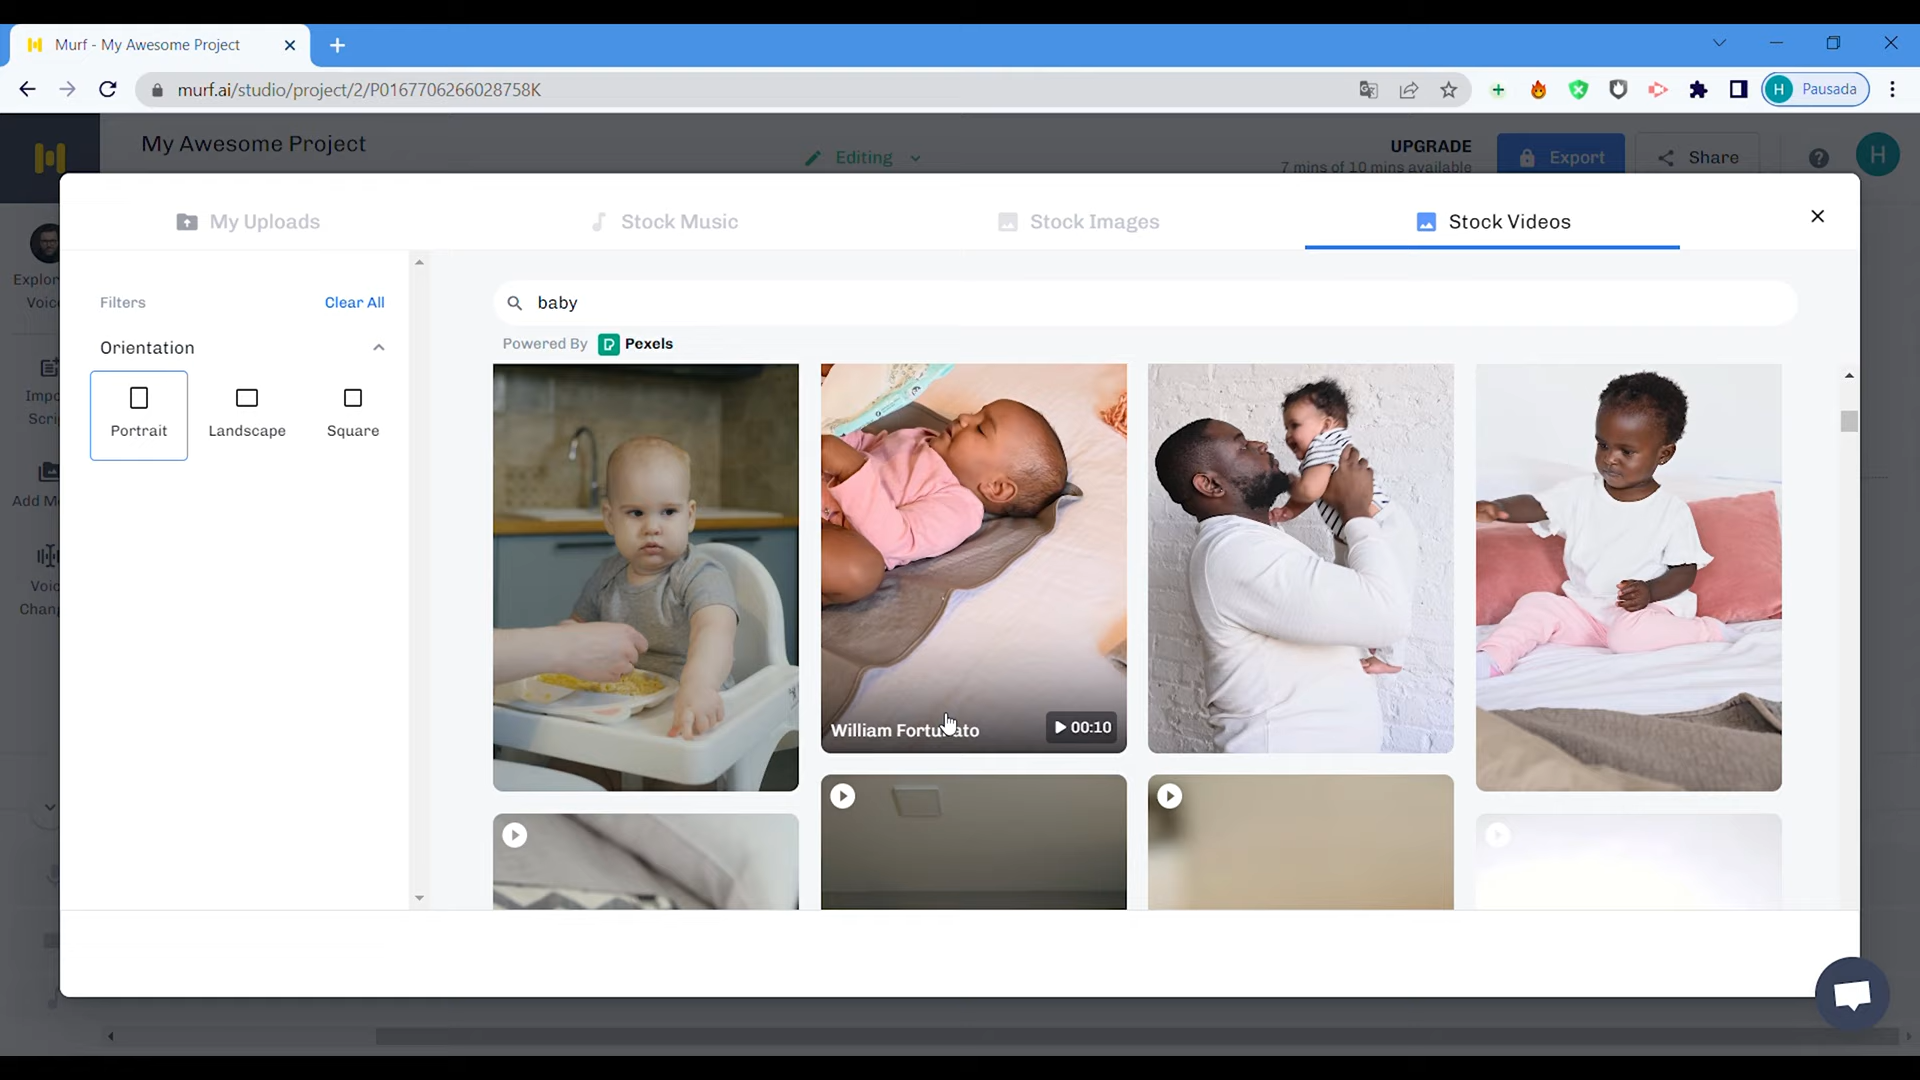 Murf - My Awesome Project
murf.ai/studio/project/2/P0167706266028758K
H Pausada
My Awesome Project
Editing
UPGRADE
7 mins of 10 mins available
Export
Share
H
My Uploads
Stock Music
Stock Images
Stock Videos
Filters
Clear All
Orientation
Portrait
Landscape
Square
baby
Powered By Pexels
00:10